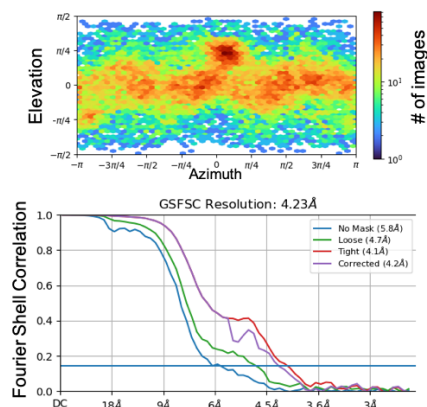 π/2
π/4
0
−π/4
−π/2
Elevation
−π −3π/4 −π/2 −π/4 0 π/4 π/2 3π/4 π
Azimuth
10² 
10¹
10⁰
# of images
GSFSC Resolution: 4.23Å
No Mask (5.8Å)
Loose (4.7Å)
Tight (4.1Å)
Corrected (4.2Å)
1.0
0.8
0.6
0.4
0.2
0.0
Fourier Shell Correlation
DC 18Å 9Å 6Å 4.5Å 3.6Å 3Å